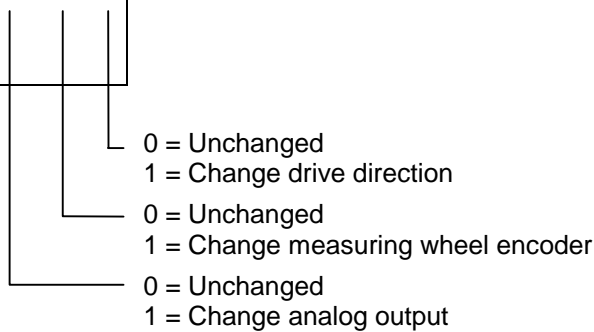 0 = Unchanged
1 = Change drive direction
0 = Unchanged
1 = Change measuring wheel encoder
0 = Unchanged
1 = Change analog output